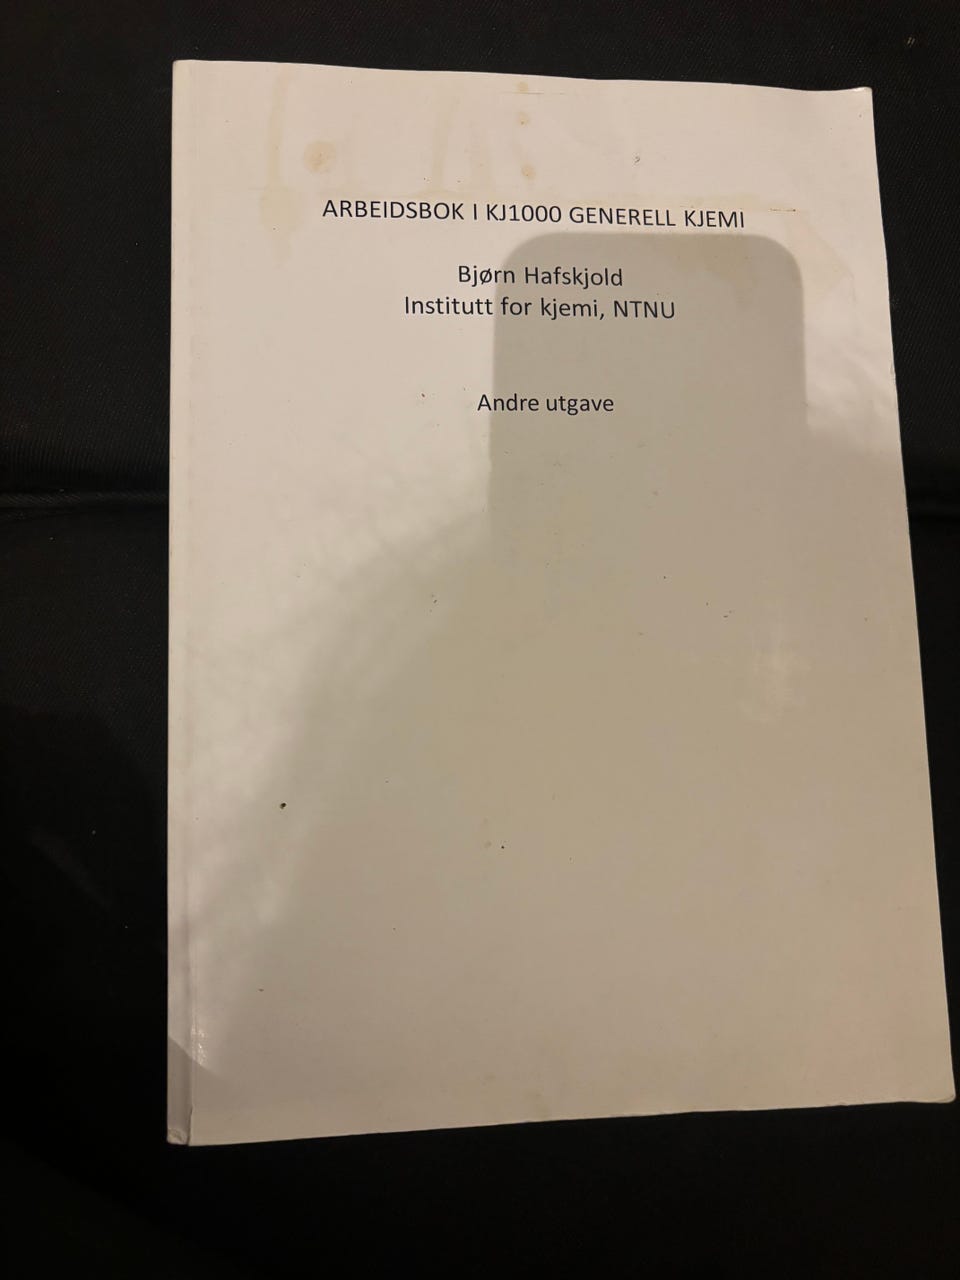 ARBEIDSBOK I KJ1000 GENERELL KJEMI
Bjørn Hafskjold
Institutt for kjemi, NTNU
Andre utgave